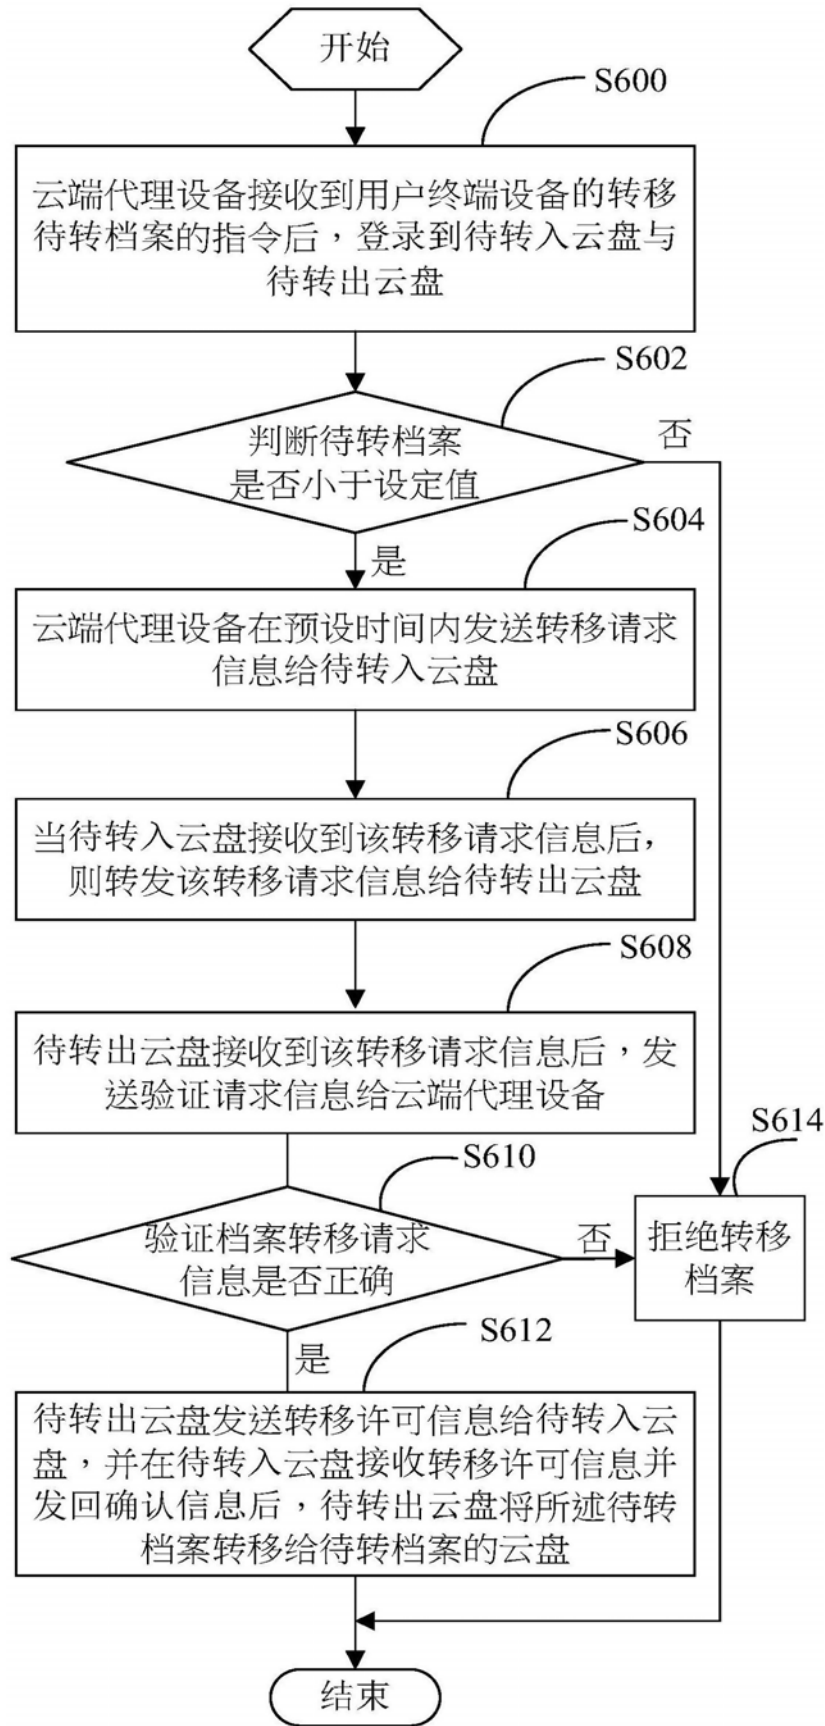 开始
S600
云端代理设备接收到用户终端设备的转移
待转档案的指令后，登录到待转入云盘与
待转出云盘
S602
判断待转档案
是否小于设定值
否
是
S604
云端代理设备在预设时间内发送转移请求
信息给待转入云盘
S606
当待转入云盘接收到该转移请求信息后,
则转发该转移请求信息给待转出云盘
S608
待转出云盘接收到该转移请求信息后，发
送验证请求信息给云端代理设备
S610
验证档案转移请求
信息是否正确
否
S614
拒绝转移
档案
是
S612
待转出云盘发送转移许可信息给待转入云
盘，并在待转入云盘接收转移许可信息并
发回确认信息后，待转出云盘将所述待转
档案转移给待转档案的云盘
结束